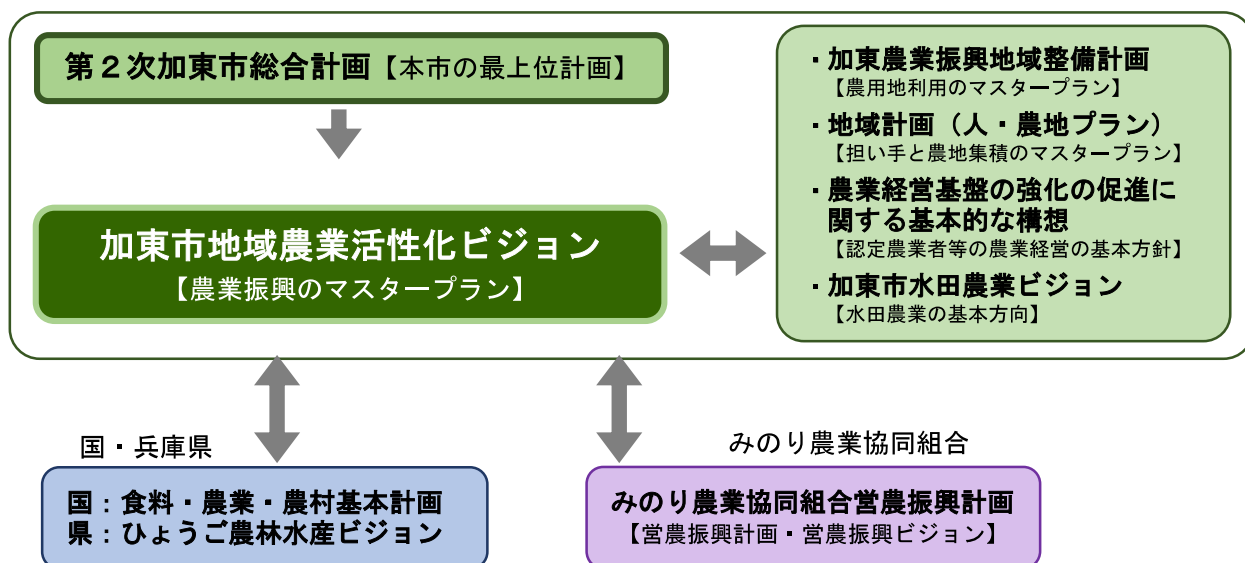 第２次加東市総合計画【本市の最上位計画】
加東市地域農業活性化ビジョン
【農業振興のマスタープラン】
・加東農業振興地域整備計画
【農用地利用のマスタープラン】
・地域計画（人・農地プラン）
【担い手と農地集積のマスタープラン】
・農業経営基盤の強化の促進に
関する基本的な構想
【認定農業者等の農業経営の基本方針】
・加東市水田農業ビジョン
【水田農業の基本方向】
国・兵庫県
国：食料・農業・農村基本計画
県：ひょうご農林水産ビジョン
みのり農業協同組合
みのり農業協同組合営農振興計画
【営農振興計画・営農振興ビジョン】